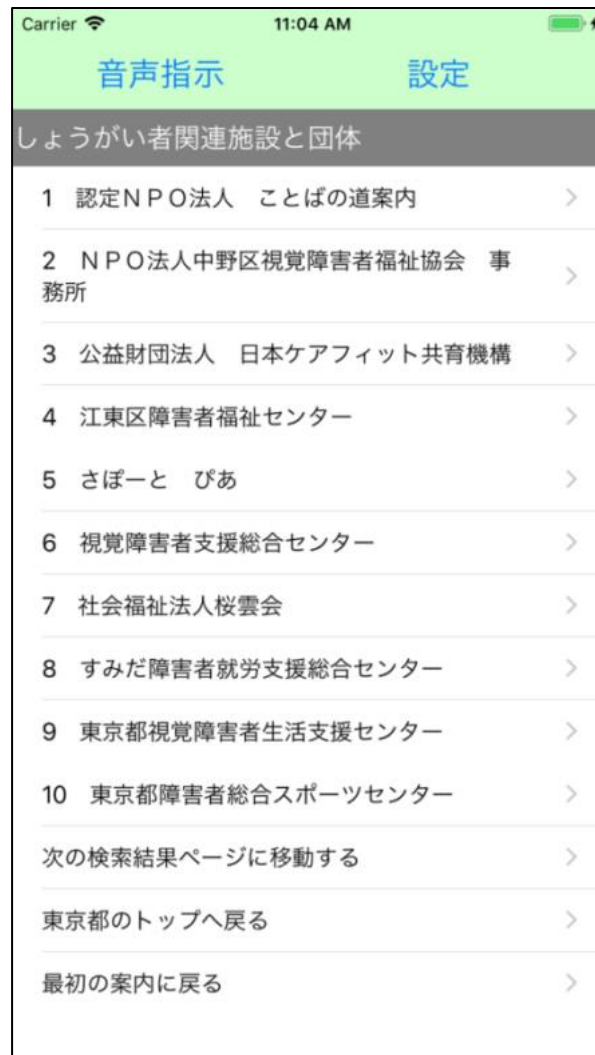 Carrier 11:04 AM
音声指示 設定
しょうがい者関連施設と団体
1 認定ＮＰＯ法人　ことばの道案内
2 ＮＰＯ法人中野区視覚障害者福祉協会　事
務所
3 公益財団法人　日本ケアフィット共育機構
4 江東区障害者福祉センター
5 さぽーと　ぴあ
6 視覚障害者支援総合センター
7 社会福祉法人桜雲会
8 すみだ障害者就労支援総合センター
9 東京都視覚障害者生活支援センター
10 東京都障害者総合スポーツセンター
次の検索結果ページに移動する
東京都のトップへ戻る
最初の案内に戻る